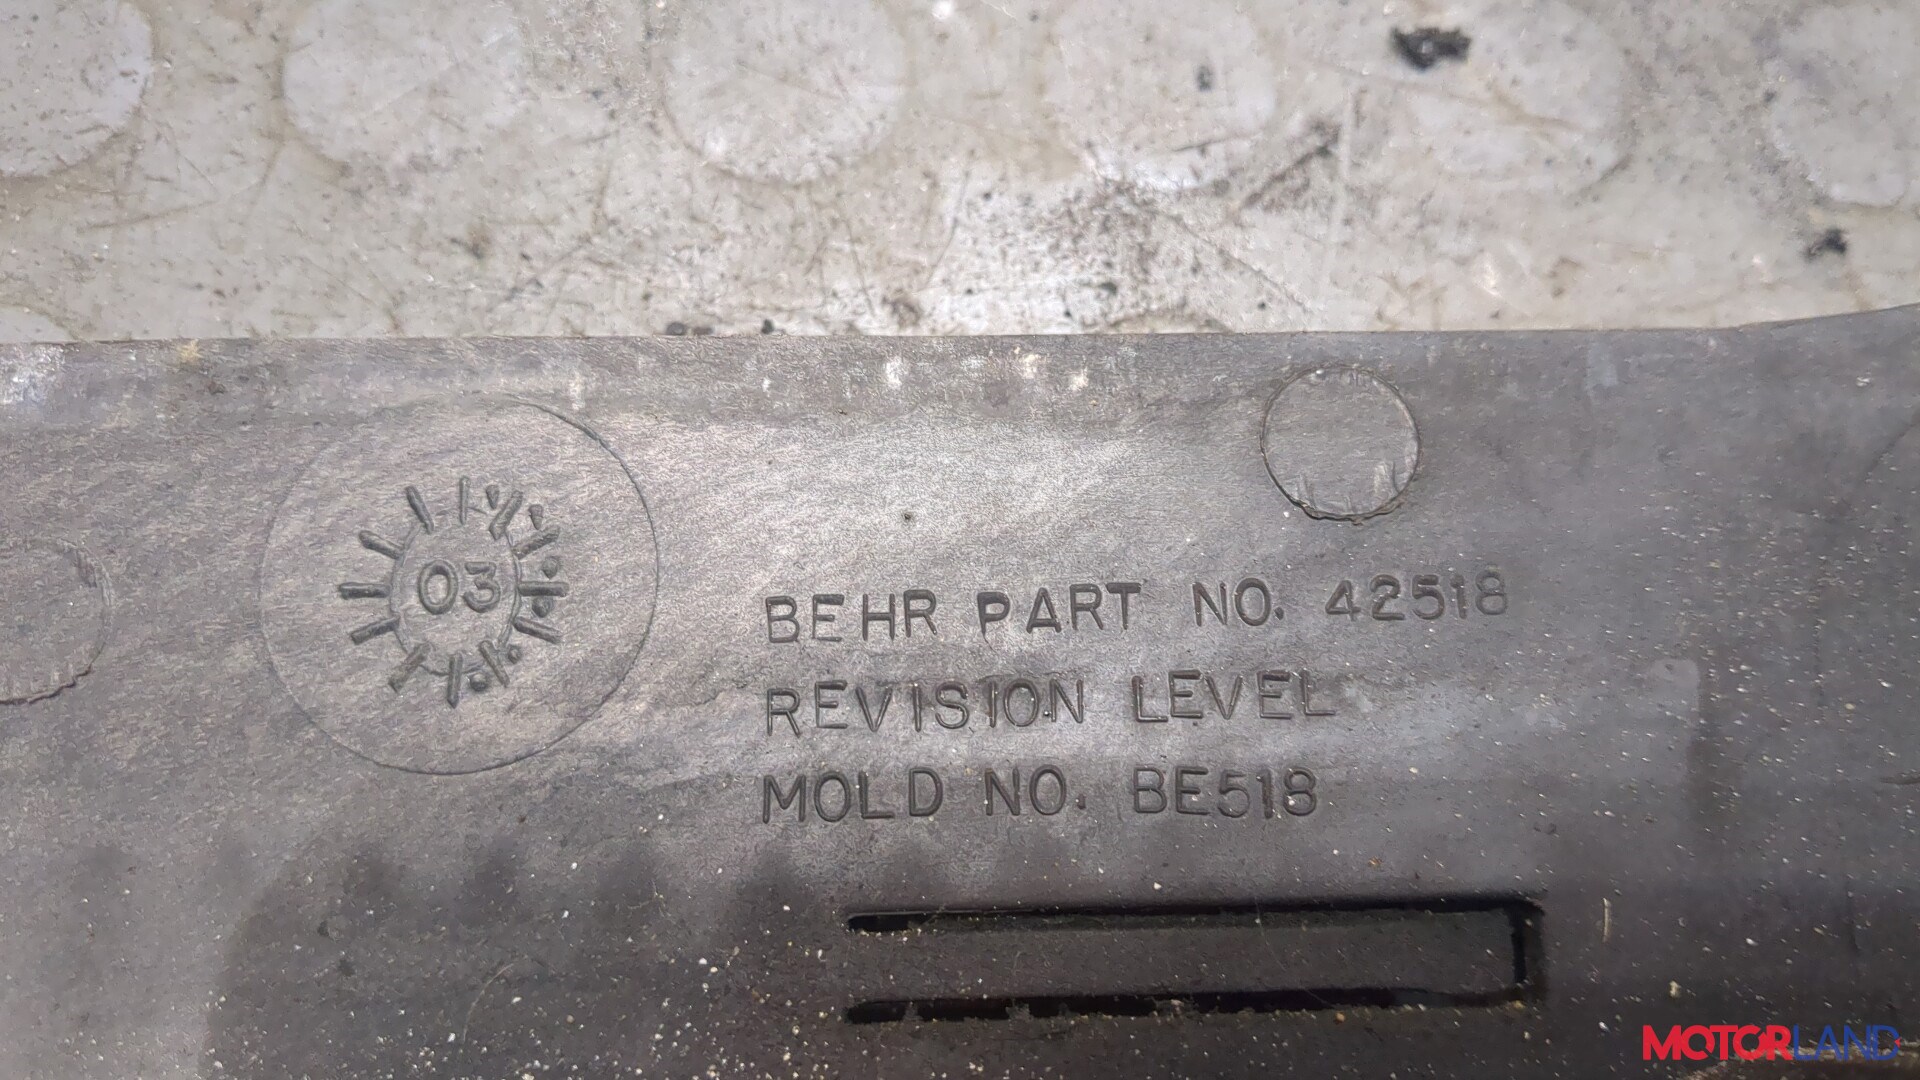 03
BEHR PART NO. 42518
REVISION LEVEL
MOLD NO. BE518
MOTORLAND